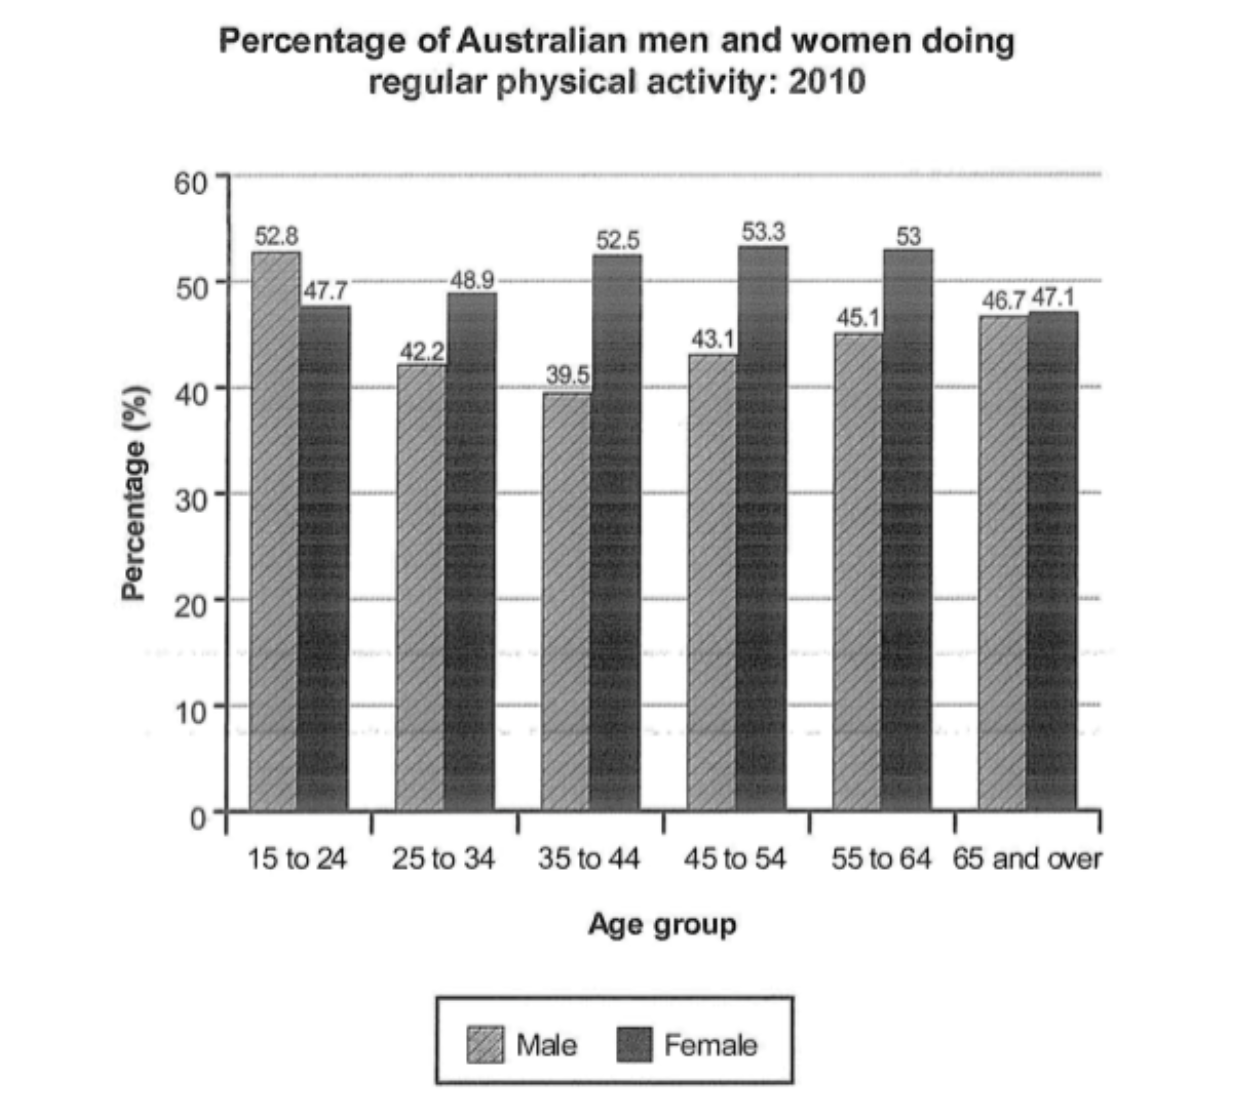 Percentage of Australian men and women doing
regular physical activity: 2010
60
50
40
30
20
10
0
Percentage (%)
52.8
47.7
42.2
48.9
39.5
52.5
43.1
53.3
45.1
53
46.7
47.1
15 to 24
25 to 34
35 to 44
45 to 54
55 to 64
65 and over
Age group
Male
Female